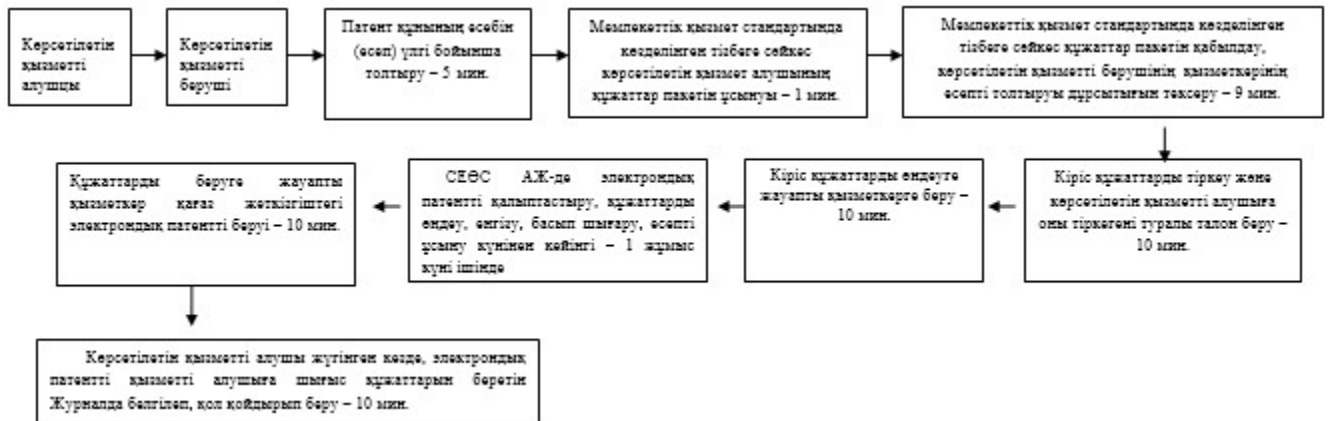 Көрсетілетін
қызметті
алушцы
Көрсетілетін
қызметті
беруші
Патент құнының есебін
(есеп) үлгі бойынша
толтыру – 5 мин.
Мемлекеттік қызмет стандартында
көзделінген тізбеге сәйкес
көрсетілетін қызмет алушының
құжаттар пакетін ұсынуы – 1 мин.
Мемлекеттік қызмет стандартында көзделінген
тізбеге сәйкес құжаттар пакетін қабылдау,
көрсетілетін қызметті берушінің қызметкерінің
есепті толтыруы дұрсытығын тексеру – 9 мин.
Кіріс құжаттарды тіркеу және
көрсетілетін қызметті алушыға
оны тіркегені туралы талон беру –
10 мин.
Кіріс құжаттарды өңдеуге
жауапты қызметкерге беру –
10 мин.
СЕӨС АЖ-де электрондық
патентті қалыптастыру, құжаттарды
өңдеу, енгізу, басып шығару, есепті
ұсыну күнінен кейінгі – 1 жұмыс
күні ішінде
Құжаттарды беруге жауапты
қызметкер қағаз жеткізгіштегі
электрондық патентті беруі – 10 мин.
Көрсетілетін қызметті алушы жүгінген кезде, электрондық
патентті қызметті алушыға шығыс құжаттарын беретін
Журналда белгілеп, қол қойдырып беру – 10 мин.